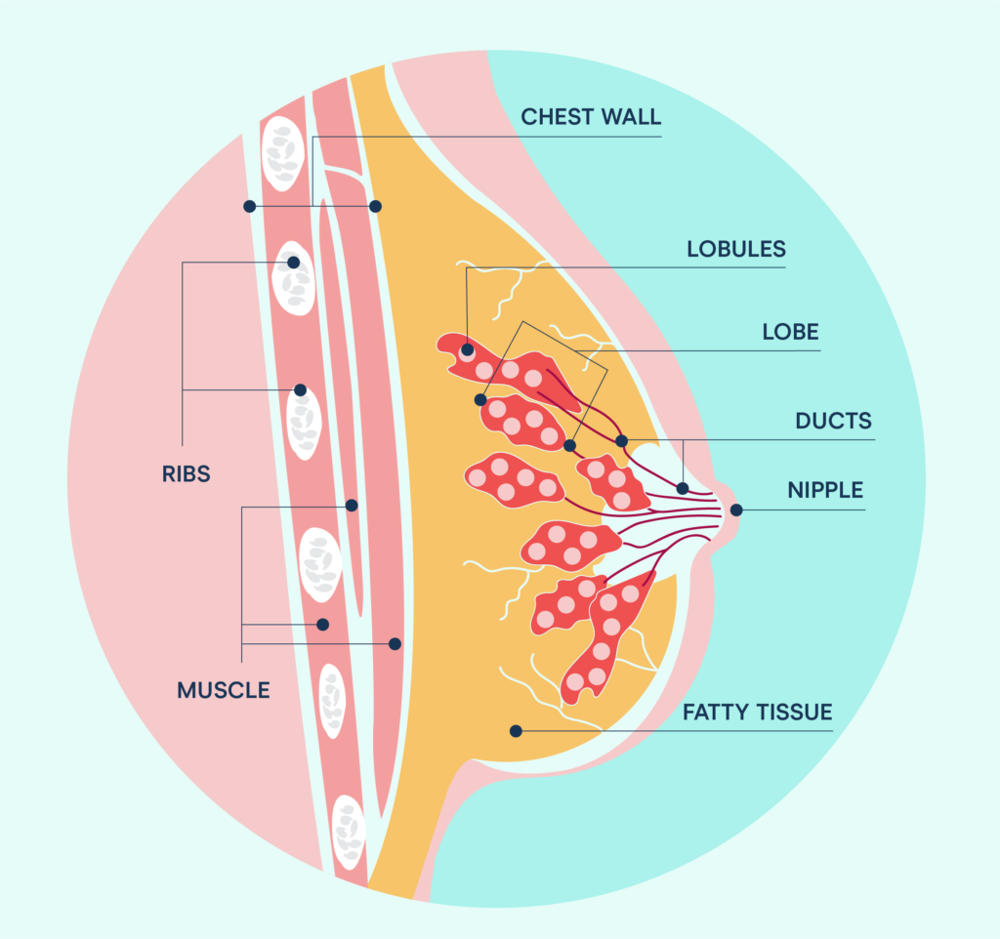 CHEST WALL
LOBULES
LOBE
DUCTS
RIBS
NIPPLE
MUSCLE
FATTY TISSUE